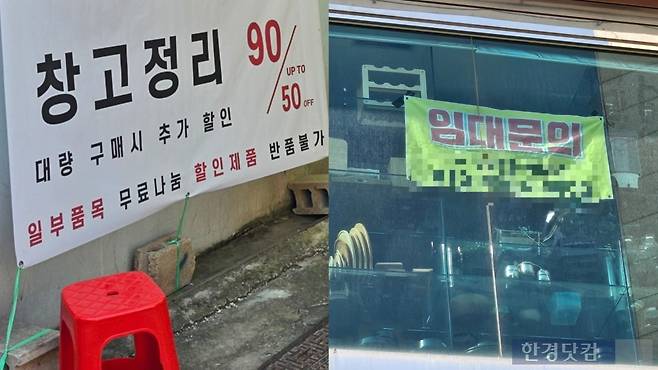 창고정리 90/50
UP TO
OFF
대량 구매시 추가 할인
할인제품 반품불가
일부품목 무료나눔
임대문의
한경닷컴